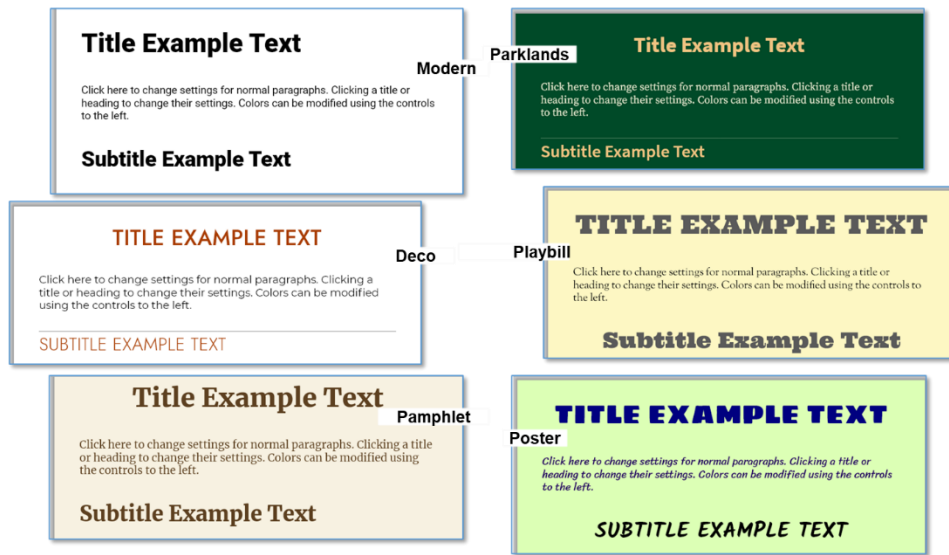 Title Example Text
Click here to change settings for normal paragraphs. Clicking a title or
heading to change their settings. Colors can be modified using the controls
to the left.
Subtitle Example Text
Modern
Parklands
Title Example Text
Click here to change settings for normal paragraphs. Clicking a title or
heading to change their settings. Colors can be modified using the controls
to the left.
Subtitle Example Text
TITLE EXAMPLE TEXT
Click here to change settings for normal paragraphs. Clicking a
title or heading to change their settings. Colors can be modified
using the controls to the left.
SUBTITLE EXAMPLE TEXT
Deco
Playbill
TITLE EXAMPLE TEXT
Click here to change settings for normal paragraphs. Clicking a title or
heading to change their settings. Colors can be modified using the controls to
the left.
Subtitle Example Text
Title Example Text
Click here to change settings for normal paragraphs. Clicking a title
or heading to change their settings. Colors can be modified using
the controls to the left.
Subtitle Example Text
Pamphlet
Poster
TITLE EXAMPLE TEXT
Click here to change settings for normal paragraphs. Clicking a title or
heading to change their settings. Colors can be modified using the controls
to the left.
SUBTITLE EXAMPLE TEXT